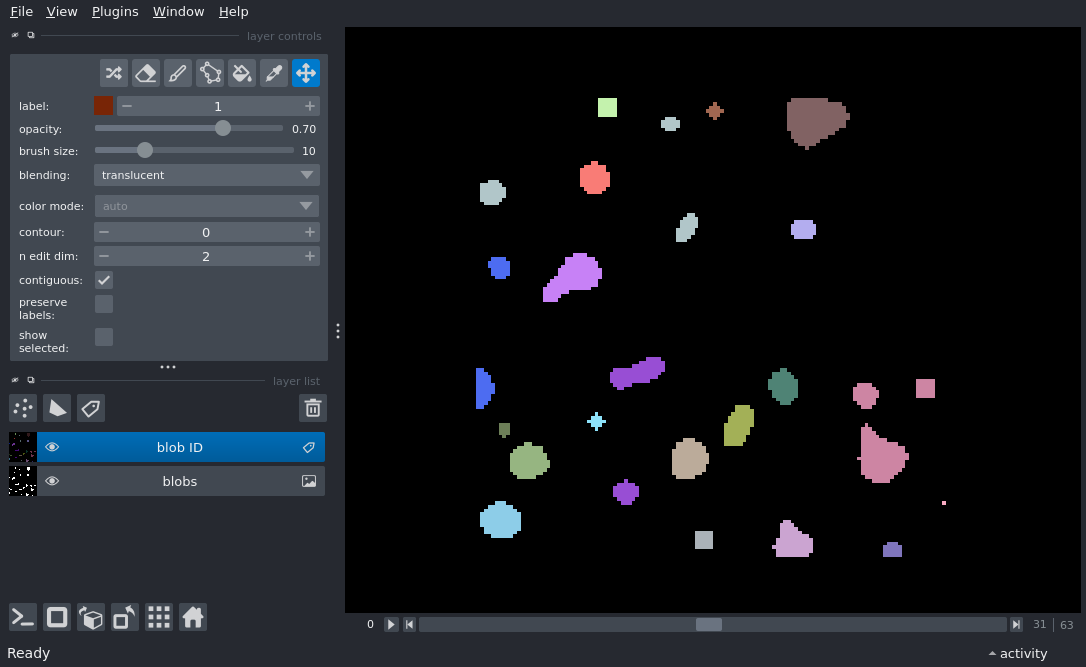 File View Plugins Window Help
layer controls
label: 1
opacity: 0.70
brush size: 10
blending: translucent
color mode: auto
contour: 0
n edit dim: 2
contiguous:
preserve
labels:
show
selected:
layer list
blob ID
blobs
0 31 63
Ready activity